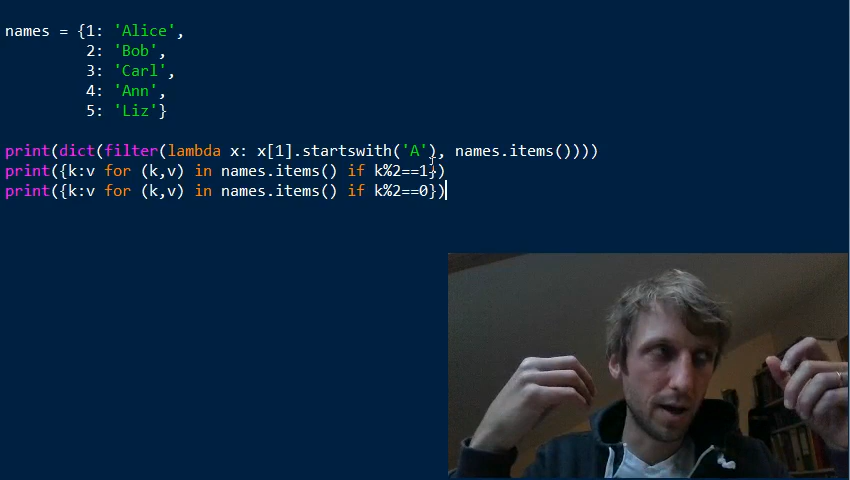 names = {1: 'Alice',
2: 'Bob',
3: 'Carl',
4: 'Ann',
5: 'Liz'}
print(dict(filter(lambda x: x[1].startswith('A'), names.items())))
print({k:v for (k,v) in names.items() if k%2==1})
print({k:v for (k,v) in names.items() if k%2==0})